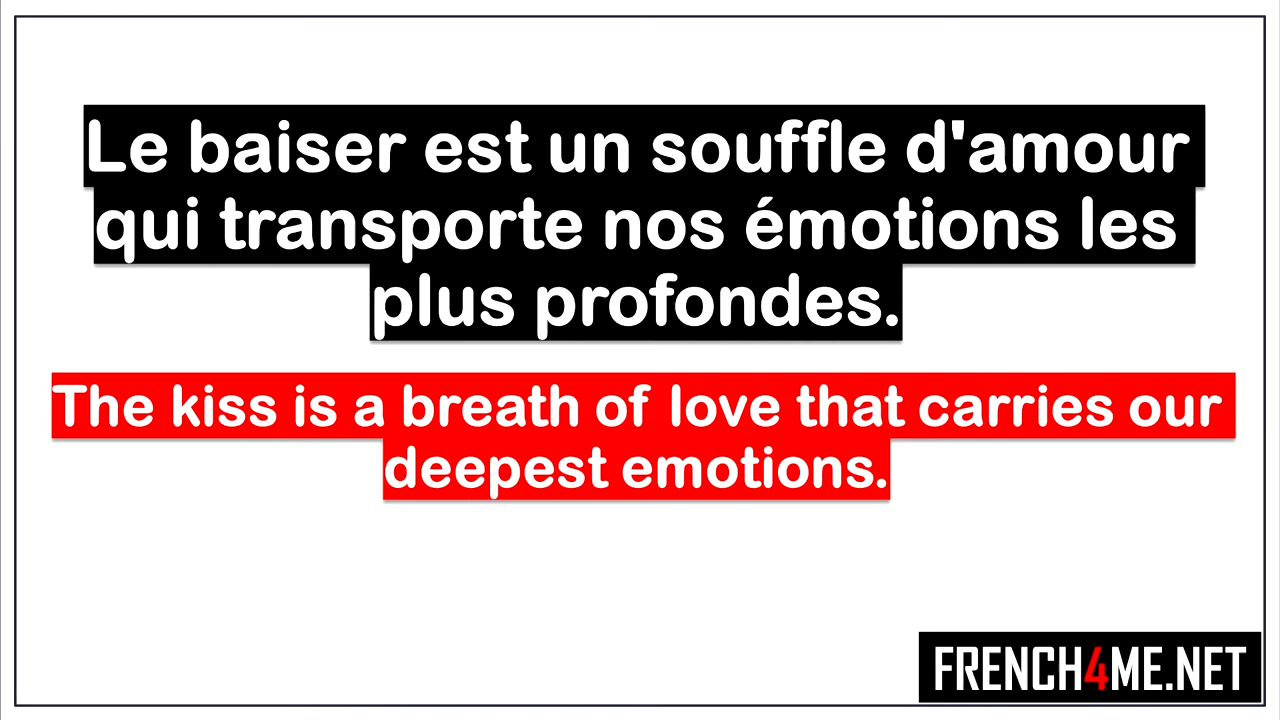 Le baiser est un souffle d'amour
qui transporte nos émotions les
plus profondes.
The kiss is a breath of love that carries our
deepest emotions.
FRENCH4ME.NET